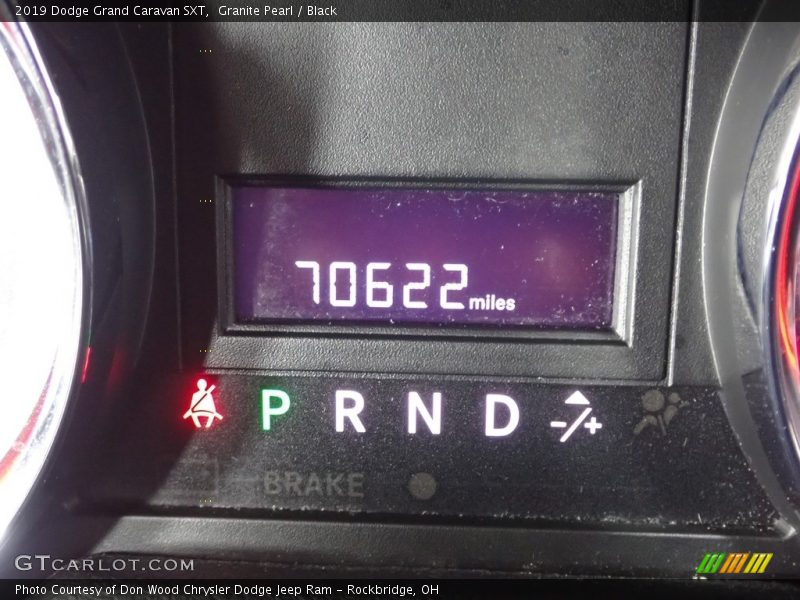 2019 Dodge Grand Caravan SXT,  Granite Pearl / Black
70622 miles
P R N D -/+
BRAKE
GTCARLOT.COM
Photo Courtesy of Don Wood Chrysler Dodge Jeep Ram - Rockbridge, OH